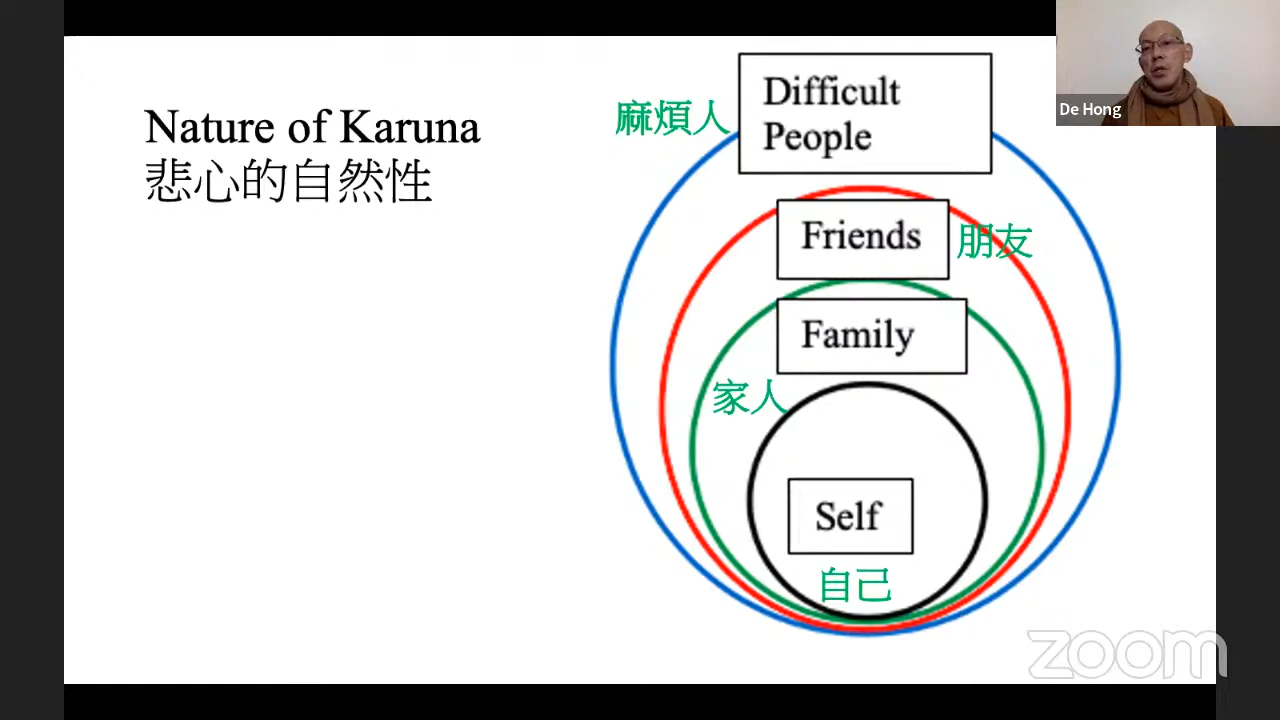 Nature of Karuna
悲心的自然性
麻煩人
Difficult
People
Friends
朋友
Family
家人
Self
自己
De Hong
zoom